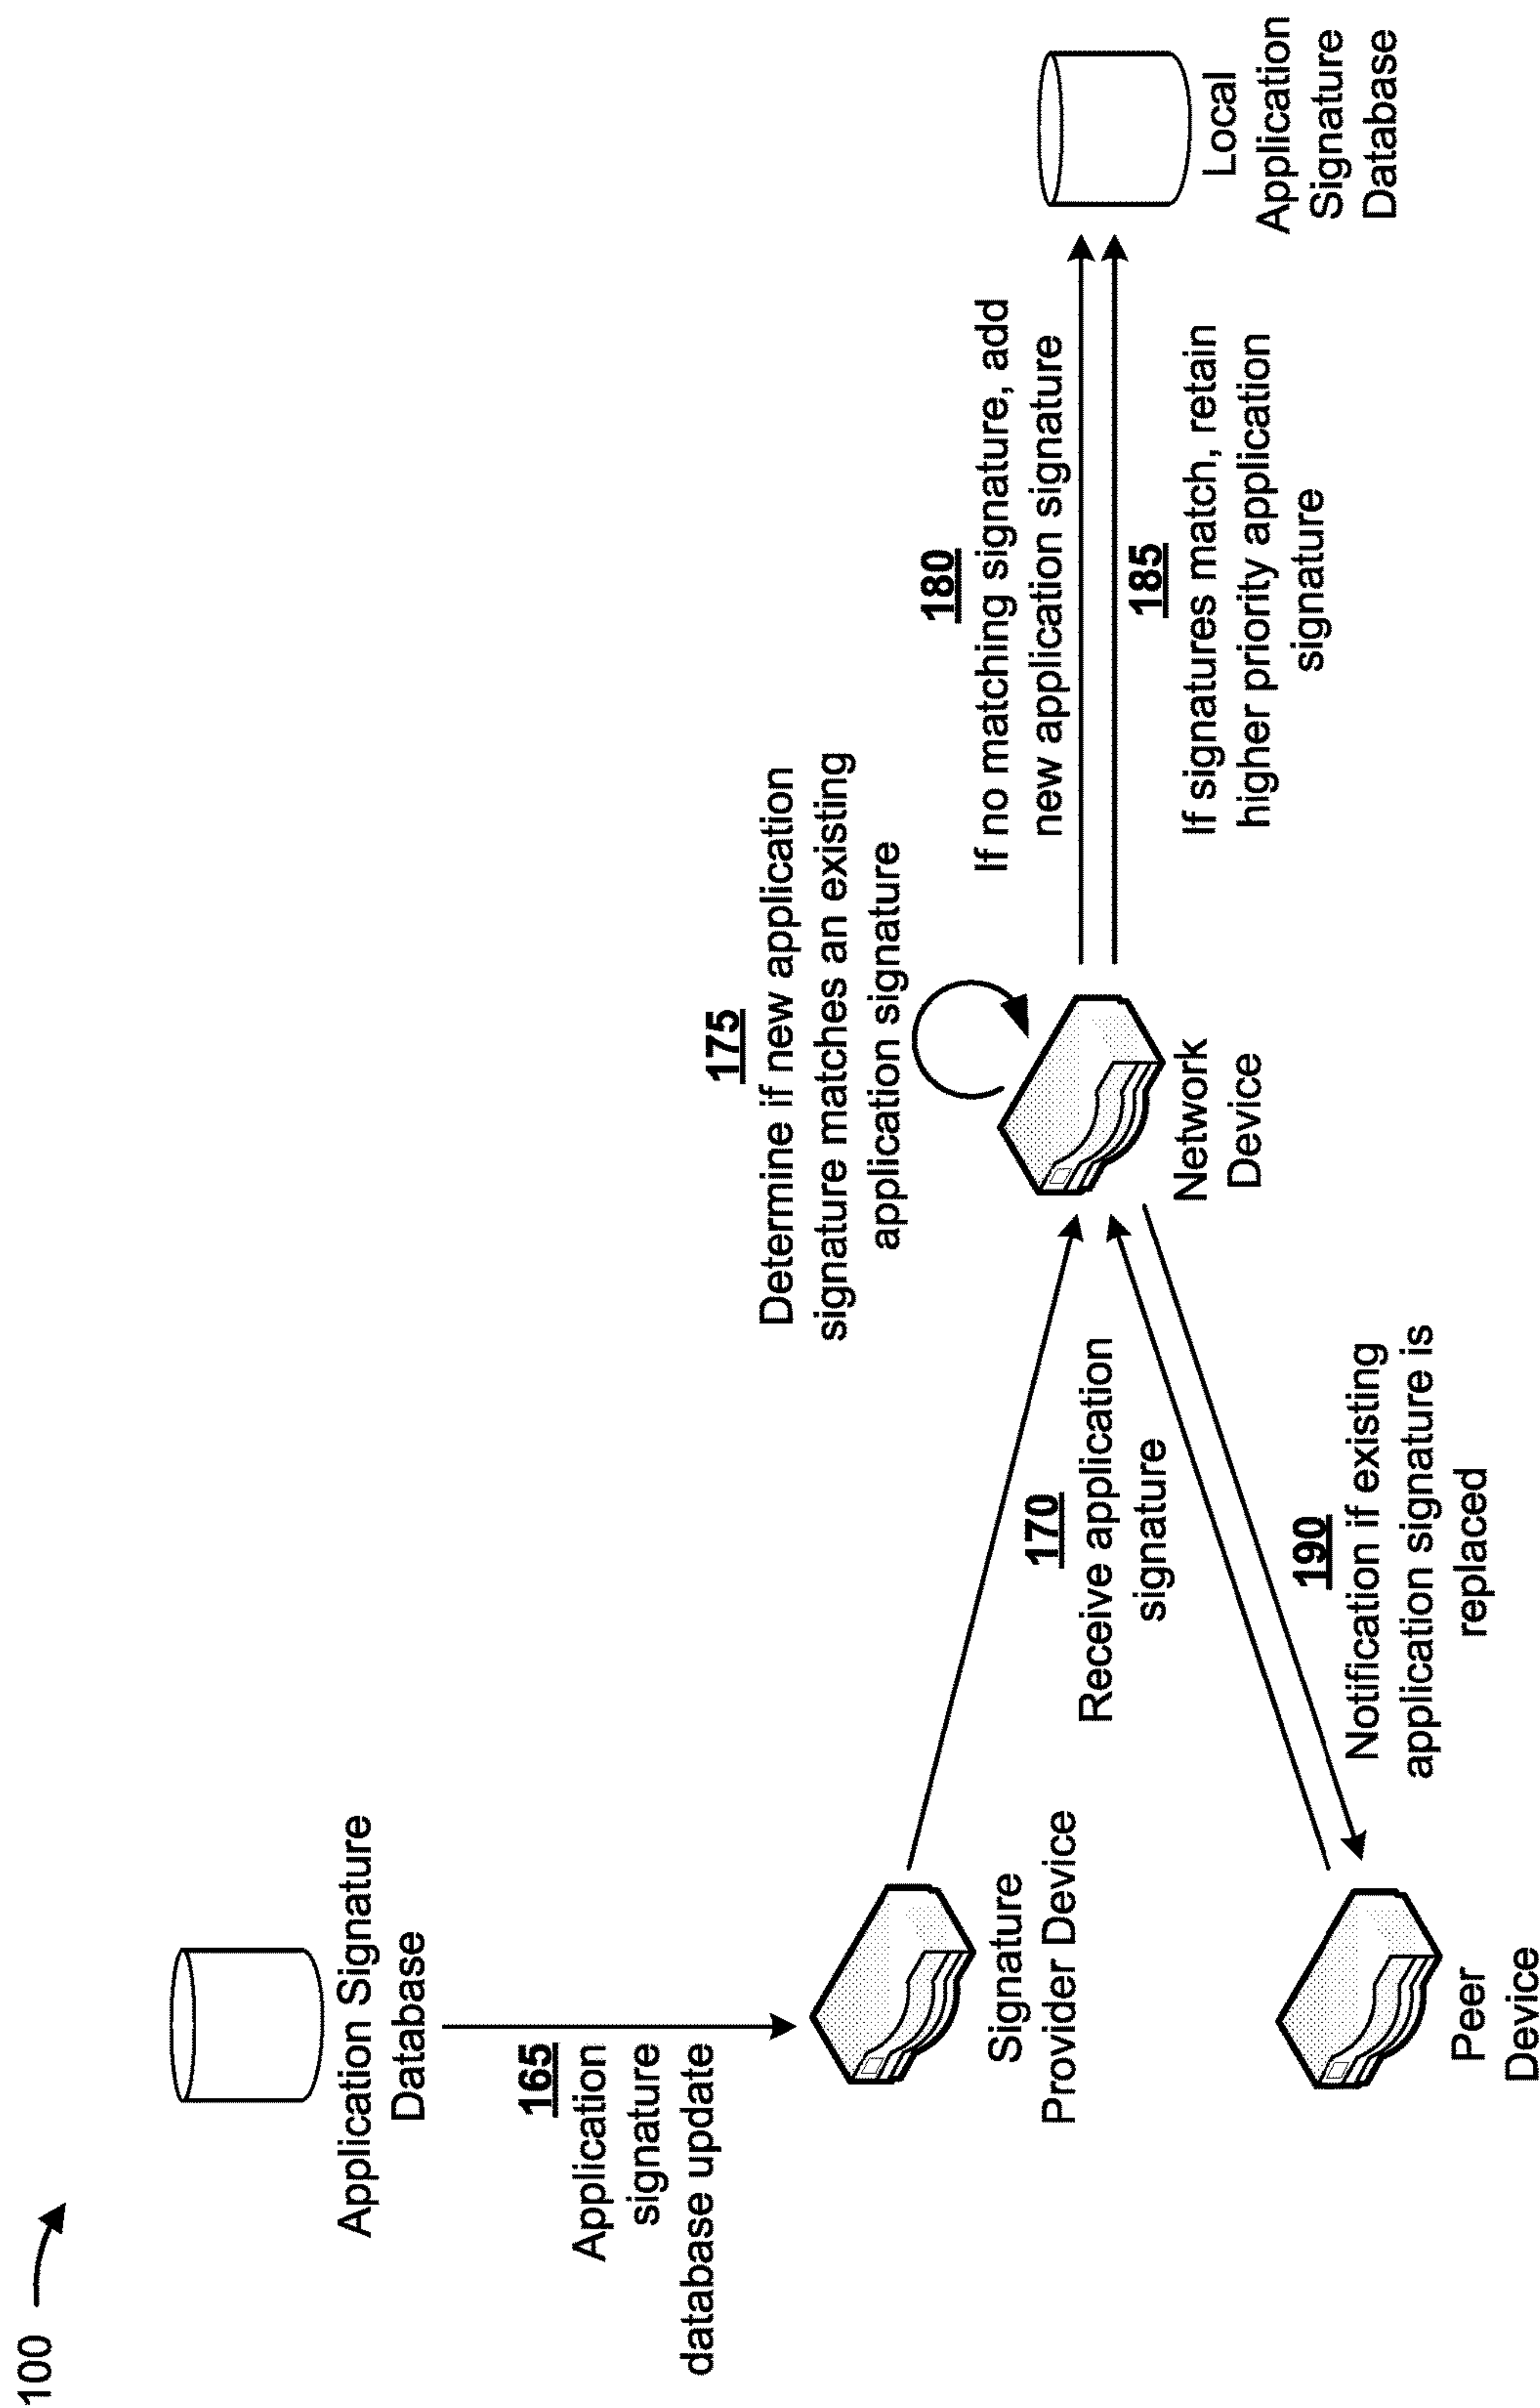 100
Application Signature
Database
165
Application
signature
database update
Signature
Provider Device
Peer
Device
170
Receive application
signature
190
Notification if existing
application signature is
replaced
175
Determine if new application
signature matches an existing
application signature
Network
Device
180
If no matching signature, add
new application signature
185
If signatures match, retain
higher priority application
signature
Local
Application
Signature
Database